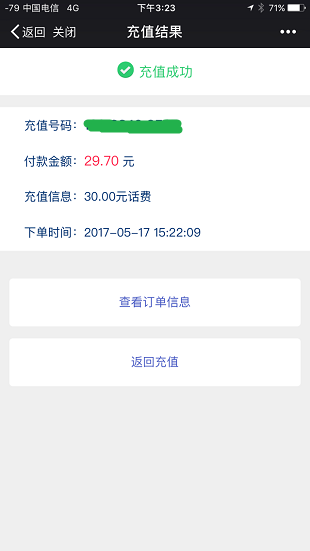 -79 中国电信 4G 下午3:23 71%
返回 关闭 充值结果
充值成功
充值号码：
付款金额：29.70 元
充值信息：30.00元话费
下单时间：2017-05-17 15:22:09
查看订单信息
返回充值